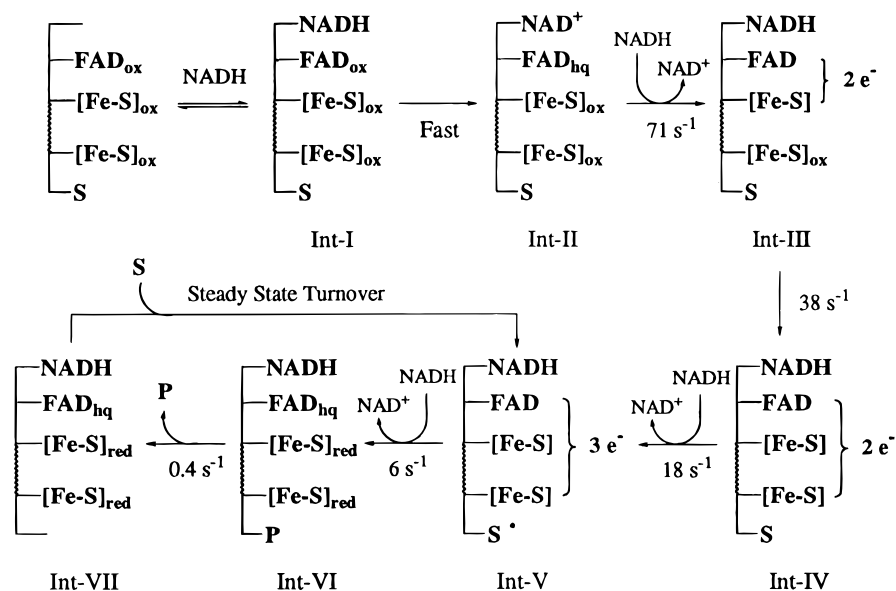 NADH NAD⁺ NADH
FADox NADH FADox FADhq NADH NAD⁺ FAD 2 e⁻
[Fe-S]ox [Fe-S]ox Fast [Fe-S]ox 71 s⁻¹ [Fe-S]
[Fe-S]ox [Fe-S]ox [Fe-S]ox [Fe-S]ox
S S S S
Int-I Int-II Int-III
S Steady State Turnover 38 s⁻¹
NADH NADH NADH NADH
FADhq P FADhq NAD⁺ NADH FAD NAD⁺ NADH FAD
[Fe-S]red 0.4 s⁻¹ [Fe-S]red 6 s⁻¹ [Fe-S] 3 e⁻ 18 s⁻¹ [Fe-S] 2 e⁻
[Fe-S]red [Fe-S]red [Fe-S] [Fe-S]
P S • S
Int-VII Int-VI Int-V Int-IV